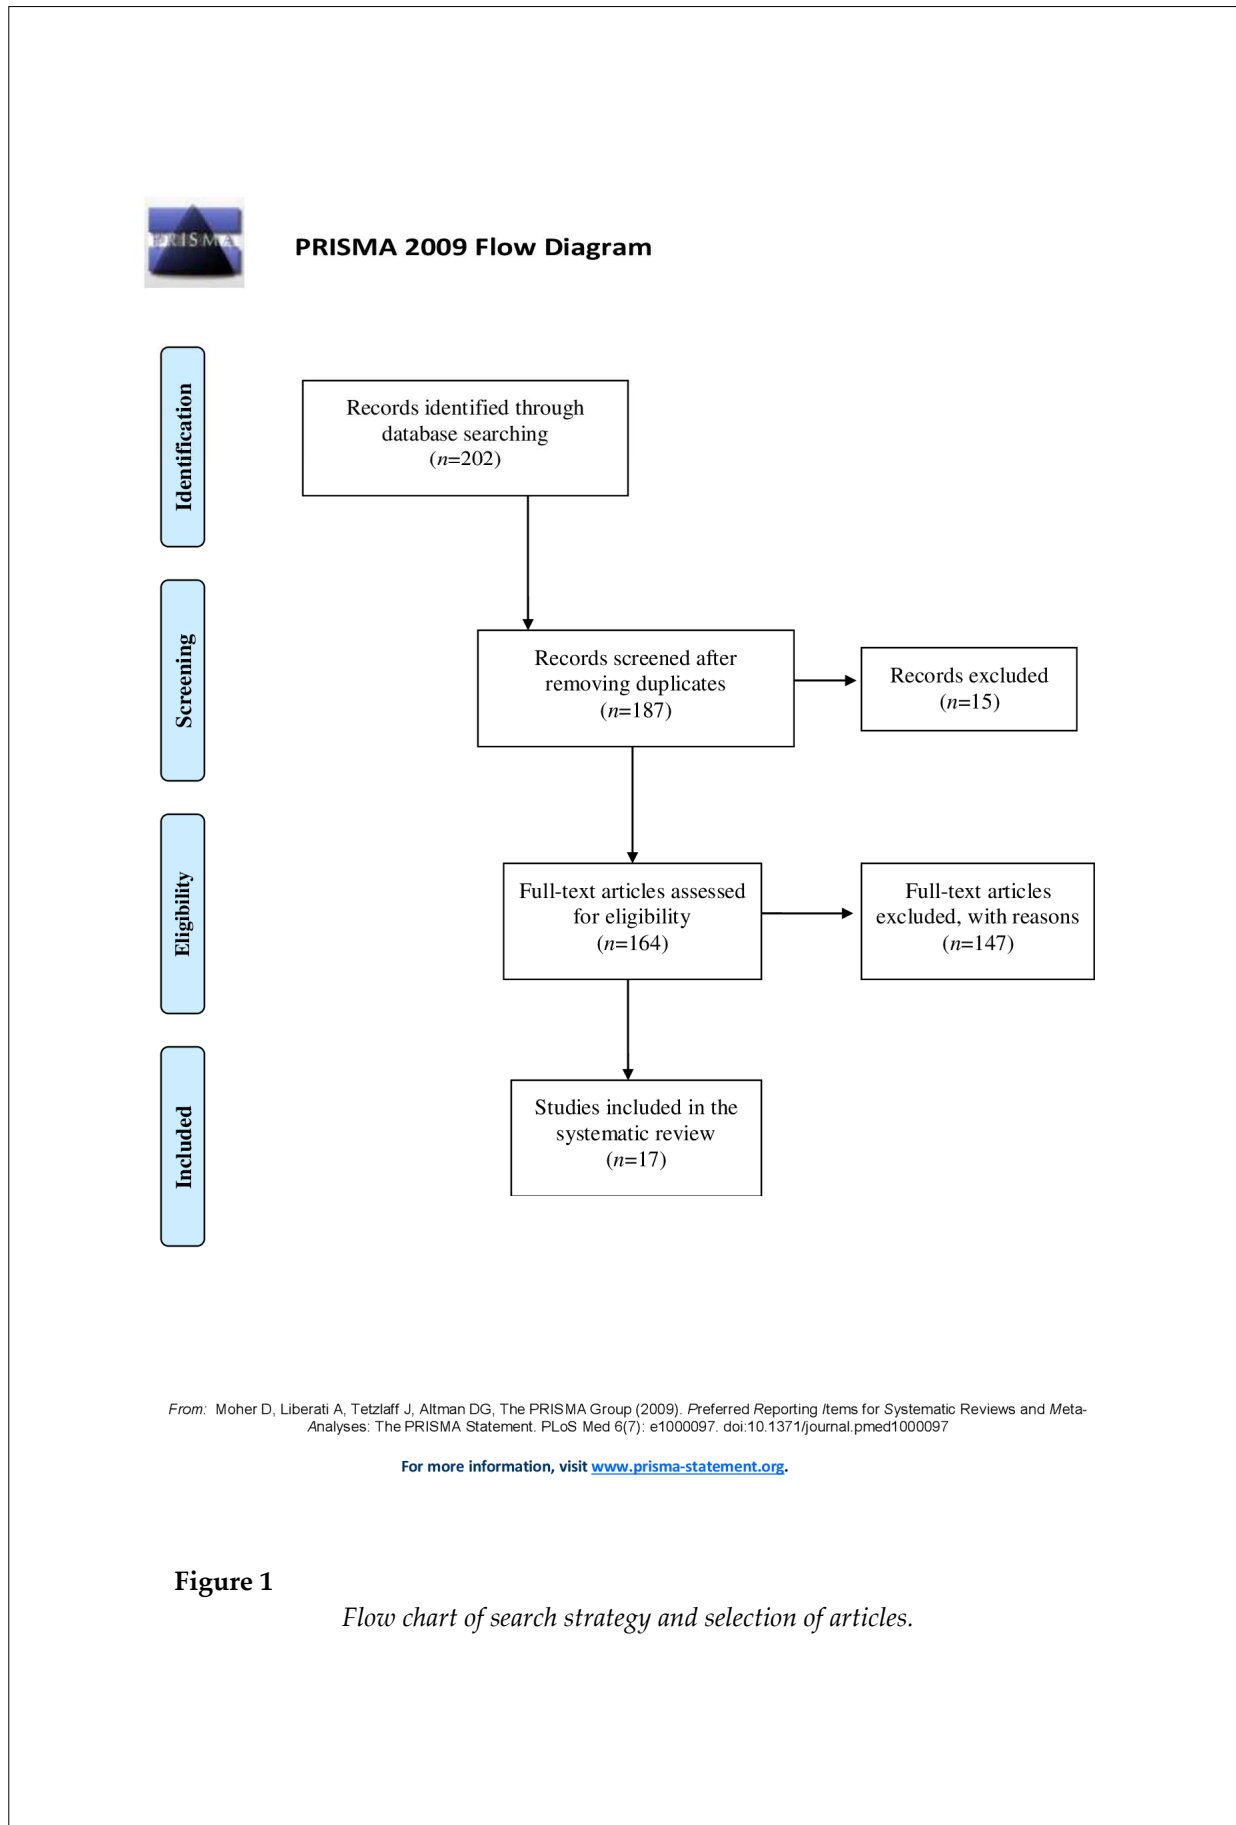 PRISMA
PRISMA 2009 Flow Diagram
Identification
Records identified through
database searching
(n=202)
Screening
Records screened after
removing duplicates
(n=187)
Records excluded
(n=15)
Eligibility
Full-text articles assessed
for eligibility
(n=164)
Full-text articles
excluded, with reasons
(n=147)
Included
Studies included in the
systematic review
(n=17)
From: Moher D, Liberati A, Tetzlaff J, Altman DG, The PRISMA Group (2009). Preferred Reporting Items for Systematic Reviews and Meta-
Analyses: The PRISMA Statement. PLoS Med 6(7): e1000097. doi:10.1371/journal.pmed1000097
For more information, visit www.prisma-statement.org.
Figure 1
Flow chart of search strategy and selection of articles.